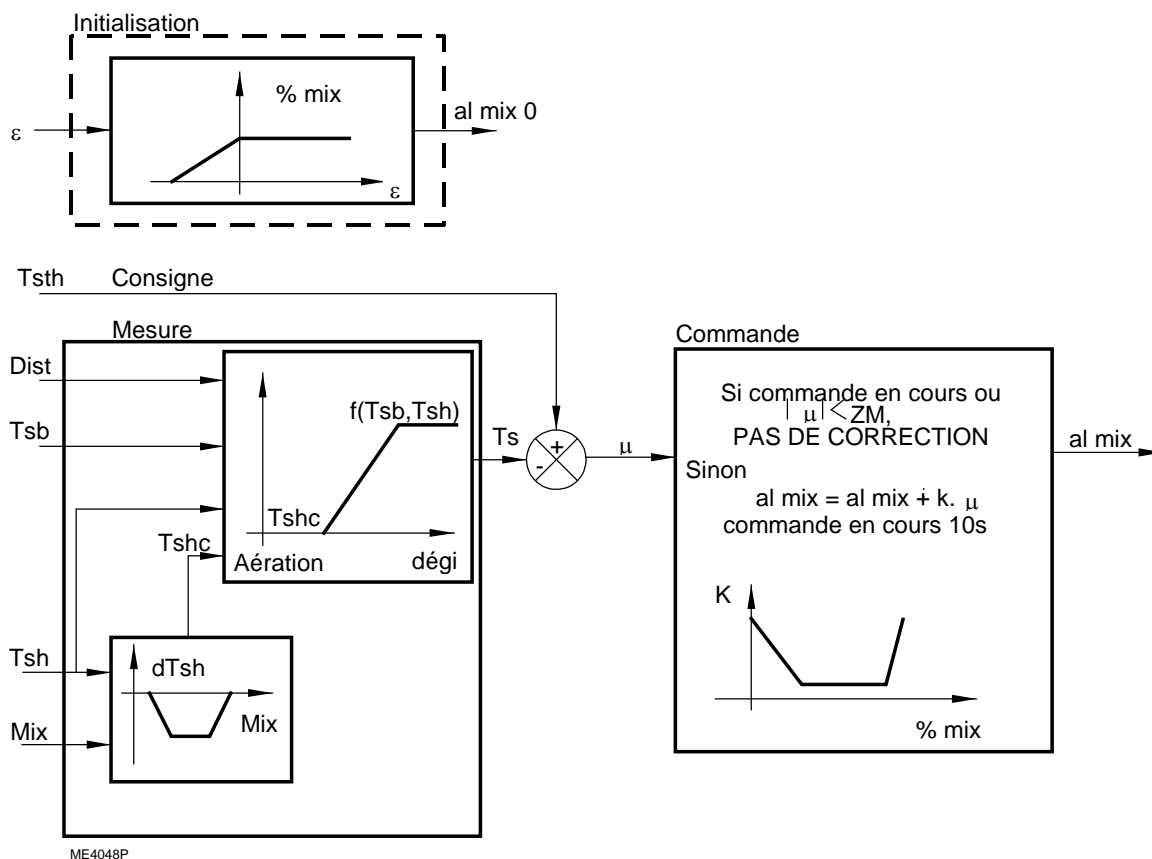 Initialisation
% mix
al mix 0
ε
ε
Tsth Consigne
Mesure
Commande
Dist
Si commande en cours ou
f(Tsb,Tsh)
| μ | < ZM,
Tsb
Ts
PAS DE CORRECTION
al mix
+
-
μ
Sinon
al mix = al mix + k. μ
Tshc
commande en cours 10s
Tshc
Aération
dégi
K
Tsh
dTsh
Mix
Mix
% mix
ME4048P